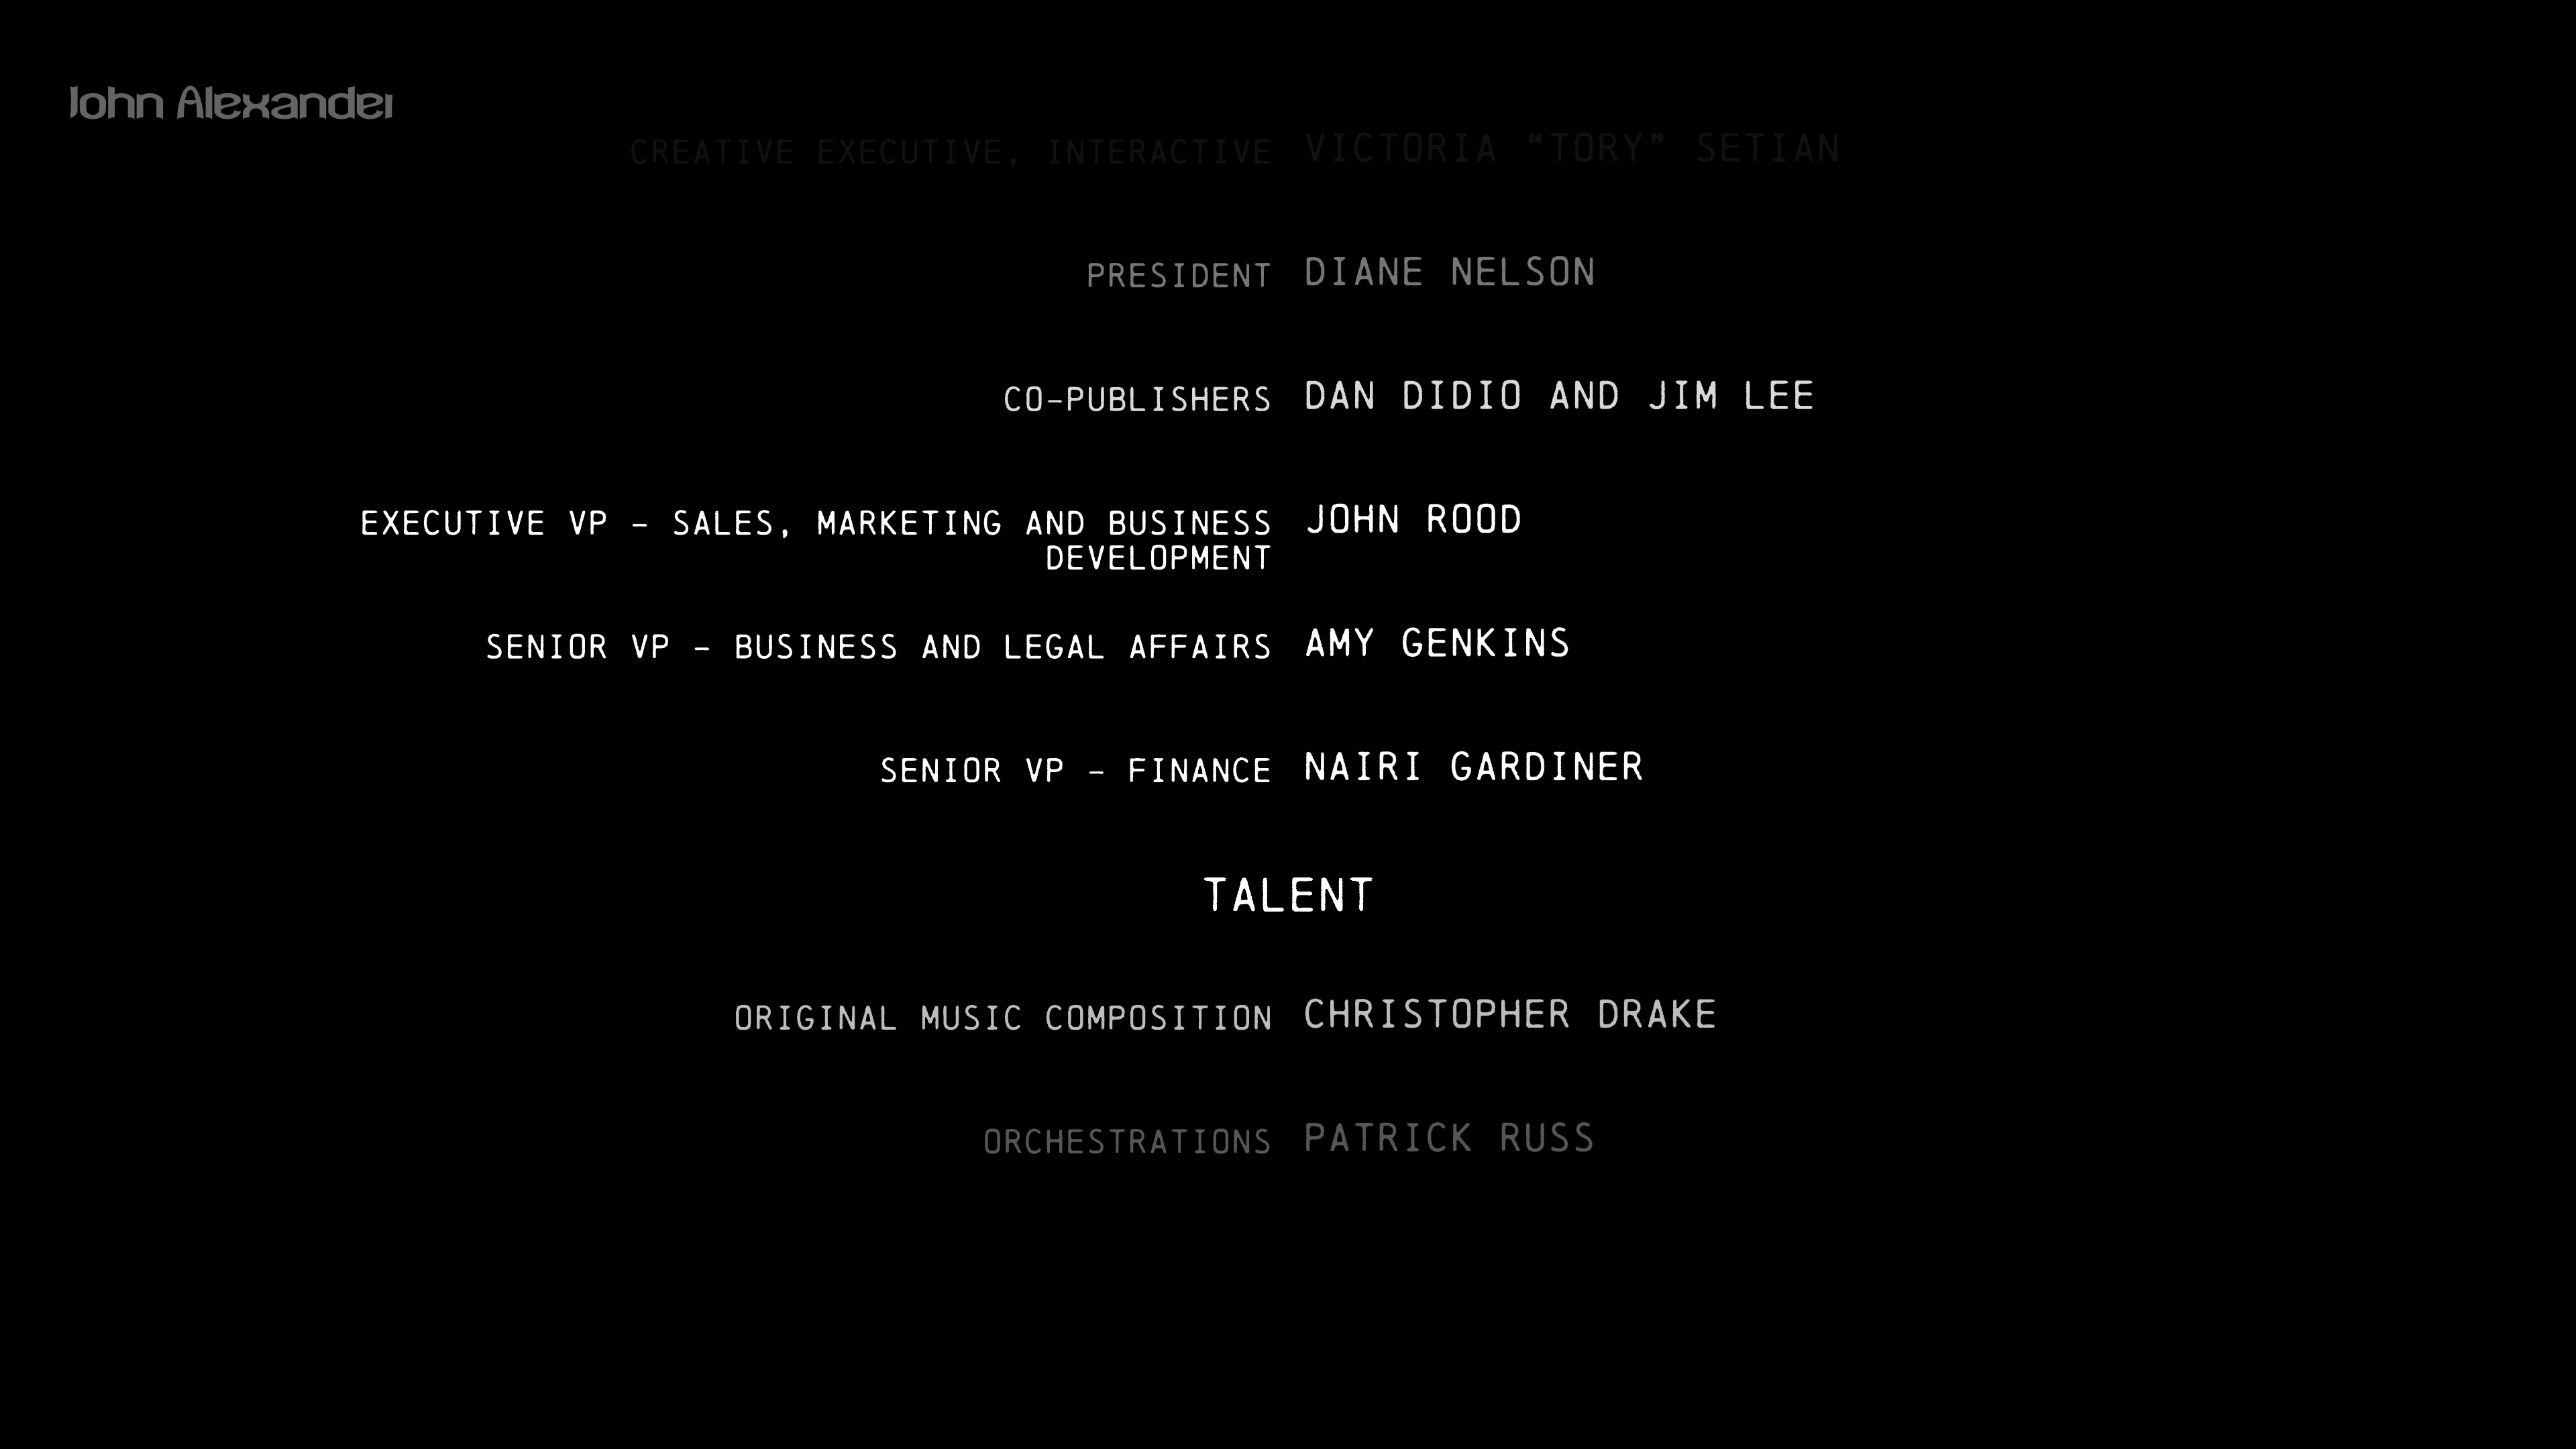 John Alexander
CREATIVE EXECUTIVE, INTERACTIVE VICTORIA “TORY” SETIAN
PRESIDENT DIANE NELSON
CO-PUBLISHERS DAN DIDIO AND JIM LEE
EXECUTIVE VP - SALES, MARKETING AND BUSINESS JOHN ROOD
DEVELOPMENT
SENIOR VP - BUSINESS AND LEGAL AFFAIRS AMY GENKINS
SENIOR VP - FINANCE NAIRI GARDINER
TALENT
ORIGINAL MUSIC COMPOSITION CHRISTOPHER DRAKE
ORCHESTRATIONS PATRICK RUSS